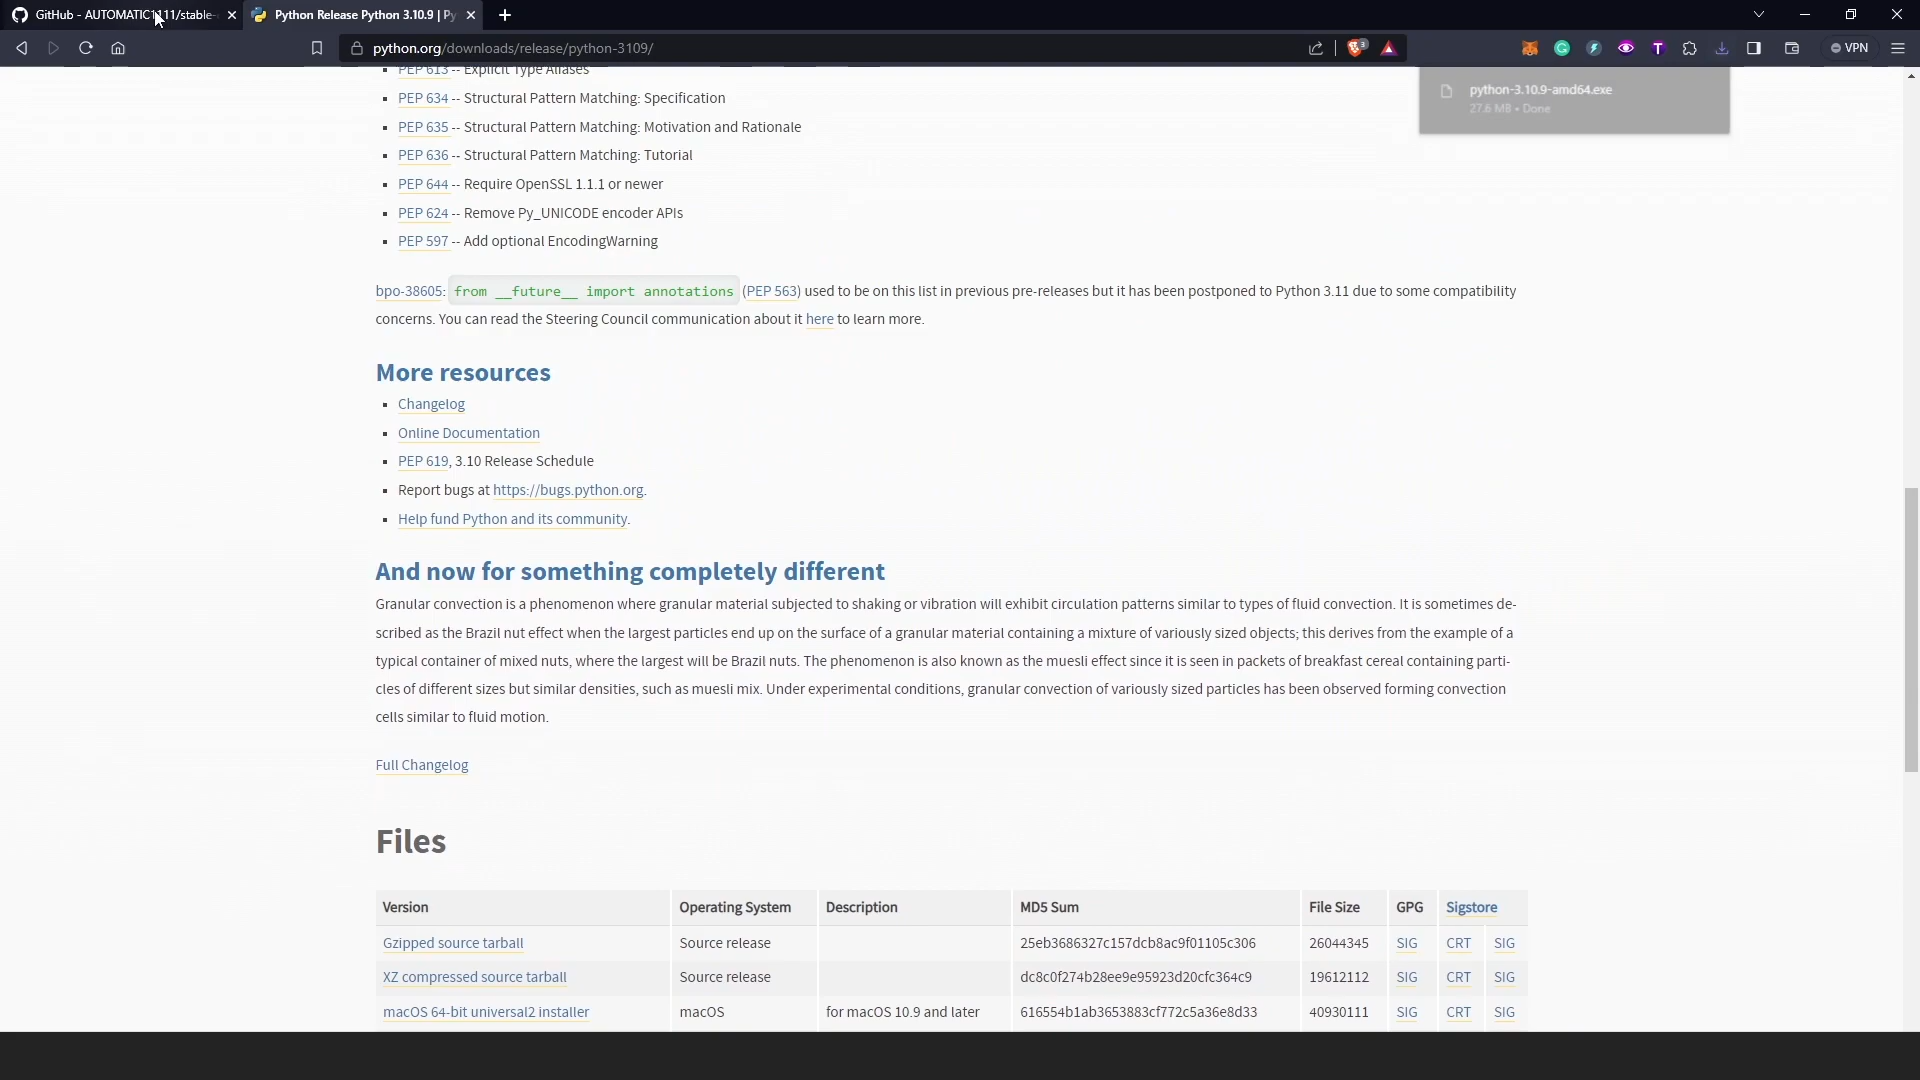 GitHub - AUTOMATIC1111/stable-
Python Release Python 3.10.9 | Py
python.org/downloads/release/python-3109/
3
VPN
python-3.10.9-amd64.exe
27.6 MB • Done
PEP 613 -- Explicit Type Aliases
PEP 634 -- Structural Pattern Matching: Specification
PEP 635 -- Structural Pattern Matching: Motivation and Rationale
PEP 636 -- Structural Pattern Matching: Tutorial
PEP 644 -- Require OpenSSL 1.1.1 or newer
PEP 624 -- Remove Py_UNICODE encoder APIs
PEP 597 -- Add optional EncodingWarning
bpo-38605: from __future__ import annotations (PEP 563) used to be on this list in previous pre-releases but it has been postponed to Python 3.11 due to some compatibility
concerns. You can read the Steering Council communication about it here to learn more.
More resources
Changelog
Online Documentation
PEP 619, 3.10 Release Schedule
Report bugs at https://bugs.python.org.
Help fund Python and its community.
And now for something completely different
Granular convection is a phenomenon where granular material subjected to shaking or vibration will exhibit circulation patterns similar to types of fluid convection. It is sometimes de-
scribed as the Brazil nut effect when the largest particles end up on the surface of a granular material containing a mixture of variously sized objects; this derives from the example of a
typical container of mixed nuts, where the largest will be Brazil nuts. The phenomenon is also known as the muesli effect since it is seen in packets of breakfast cereal containing parti-
cles of different sizes but similar densities, such as muesli mix. Under experimental conditions, granular convection of variously sized particles has been observed forming convection
cells similar to fluid motion.
Full Changelog
Files
Version Operating System Description MD5 Sum File Size GPG Sigstore
Gzipped source tarball Source release 25eb3686327c157dcb8ac9f01105c306 26044345 SIG CRT SIG
XZ compressed source tarball Source release dc8c0f274b28ee9e95923d20cfc364c9 19612112 SIG CRT SIG
macOS 64-bit universal2 installer macOS for macOS 10.9 and later 616554b1ab3653883cf772c5a36e8d33 40930111 SIG CRT SIG